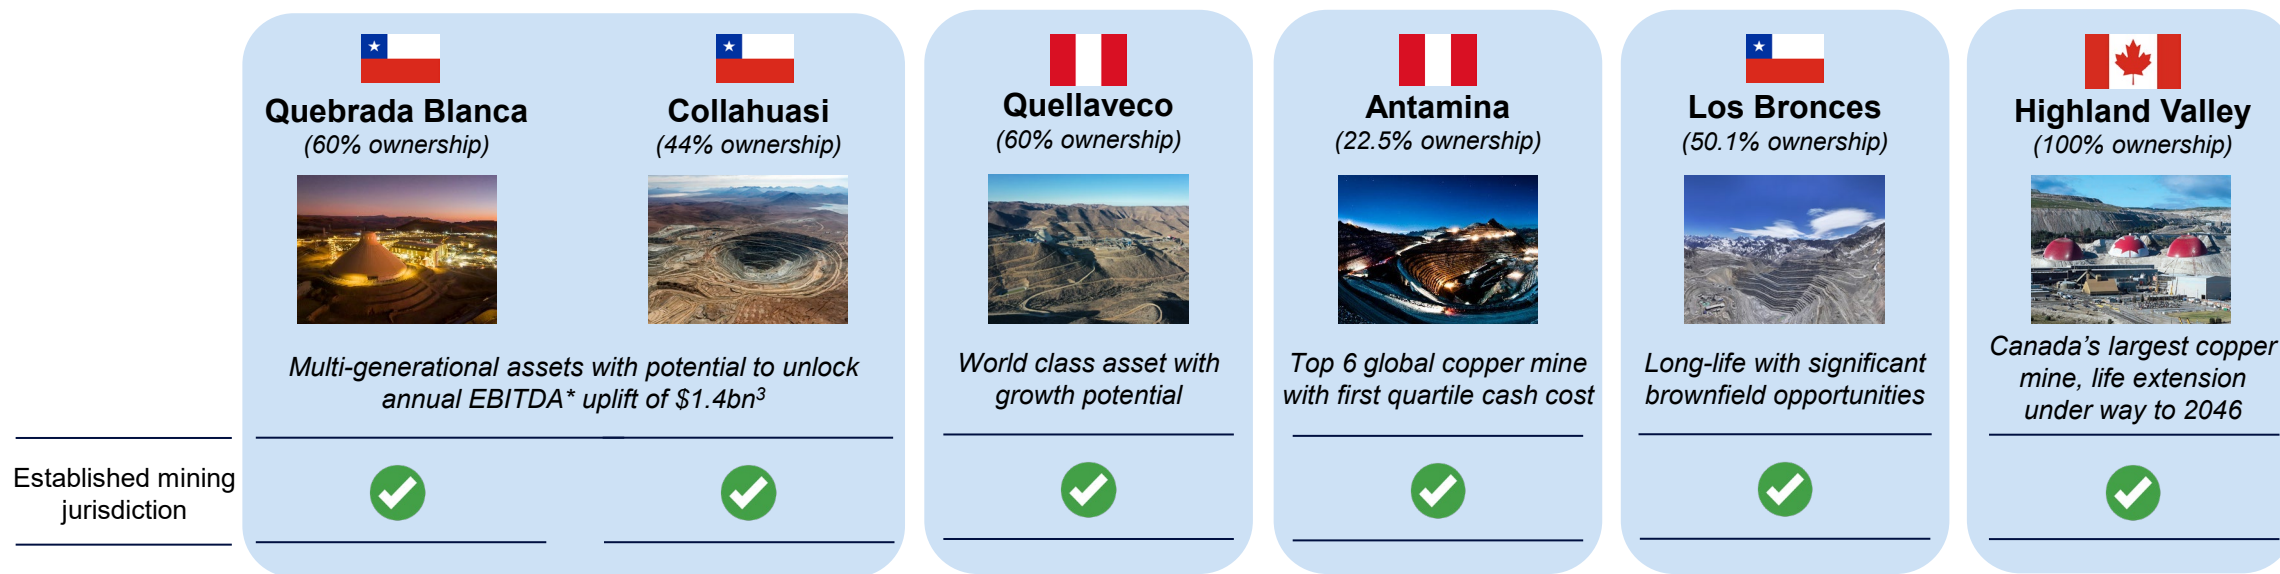 Quebrada Blanca
(60% ownership)
Collahuasi
(44% ownership)
Multi-generational assets with potential to unlock
annual EBITDA* uplift of $1.4bn3
Quellaveco
(60% ownership)
World class asset with
growth potential
Antamina
(22.5% ownership)
Top 6 global copper mine
with first quartile cash cost
Los Bronces
(50.1% ownership)
Long-life with significant
brownfield opportunities
Highland Valley
(100% ownership)
Canada’s largest copper
mine, life extension
under way to 2046
Established mining
jurisdiction